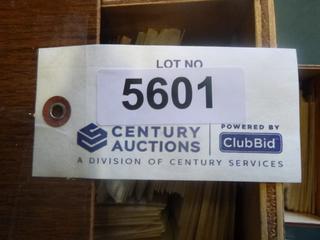 LOT NO
5601
CENTURY
AUCTIONS
POWERED BY
ClubBid
A DIVISION OF CENTURY SERVICES